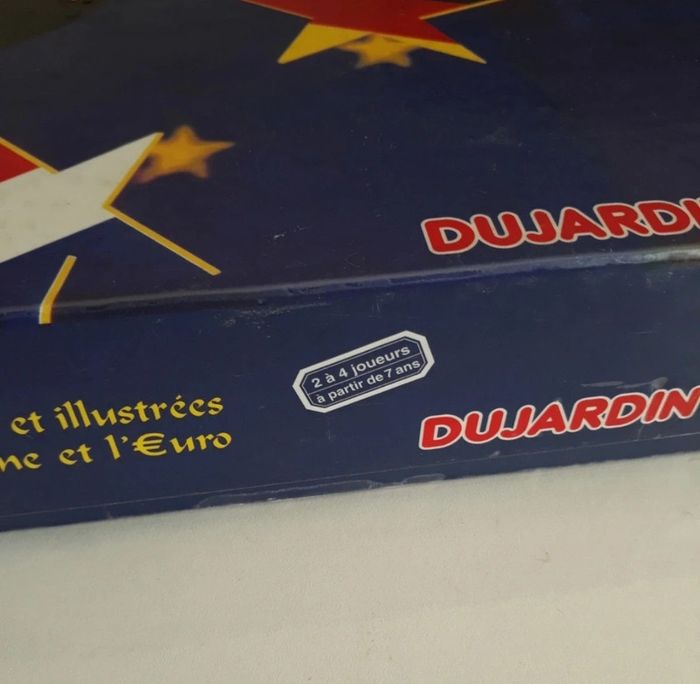 DUJARDI
2 à 4 joueurs
à partir de 7 ans
et illustrées
ne et l'€uro
DUJARDIN